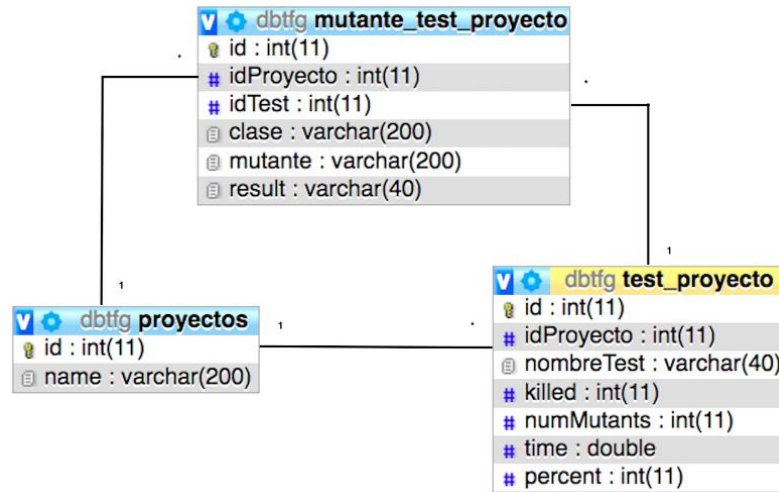 dbtfg mutante_test_proyecto
id : int(11)
# idProyecto : int(11)
# idTest : int(11)
clase : varchar(200)
mutante : varchar(200)
result : varchar(40)
1
1
1
dbtfg proyectos
id : int(11)
name : varchar(200)
dbtfg test_proyecto
id : int(11)
# idProyecto : int(11)
nombreTest : varchar(40)
# killed : int(11)
# numMutants : int(11)
# time : double
# percent : int(11)